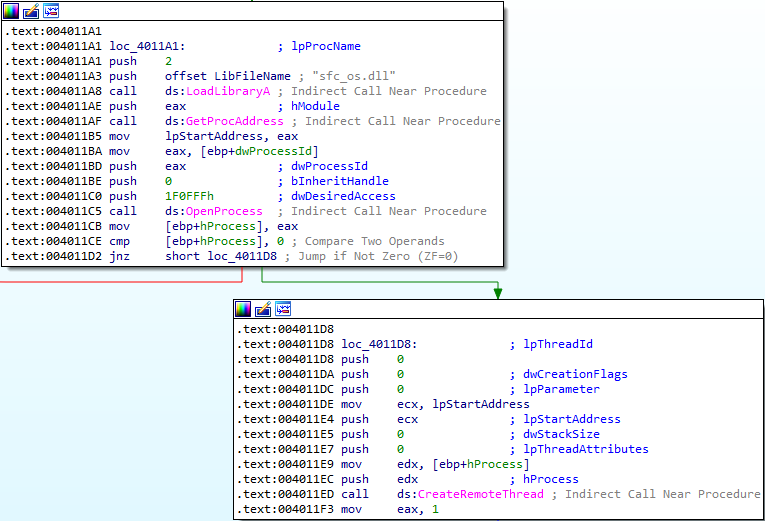 .text:004011A1
.text:004011A1 loc_4011A1: ; lpProcName
.text:004011A1 push 2
.text:004011A3 push offset LibFileName ; "sfc_os.dll"
.text:004011A8 call ds:LoadLibraryA ; Indirect Call Near Procedure
.text:004011AE push eax ; hModule
.text:004011AF call ds:GetProcAddress ; Indirect Call Near Procedure
.text:004011B5 mov lpStartAddress, eax
.text:004011BA mov eax, [ebp+dwProcessId]
.text:004011BD push eax ; dwProcessId
.text:004011BE push 0 ; bInheritHandle
.text:004011C0 push 1F0FFFh ; dwDesiredAccess
.text:004011C5 call ds:OpenProcess ; Indirect Call Near Procedure
.text:004011CB mov [ebp+hProcess], eax
.text:004011CE cmp [ebp+hProcess], 0 ; Compare Two Operands
.text:004011D2 jnz short loc_4011D8 ; Jump if Not Zero (ZF=0)
.text:004011D8
.text:004011D8 loc_4011D8: ; lpThreadId
.text:004011D8 push 0
.text:004011DA push 0 ; dwCreationFlags
.text:004011DC push 0 ; lpParameter
.text:004011DE mov ecx, lpStartAddress
.text:004011E4 push ecx ; lpStartAddress
.text:004011E5 push 0 ; dwStackSize
.text:004011E7 push 0 ; lpThreadAttributes
.text:004011E9 mov edx, [ebp+hProcess]
.text:004011EC push edx ; hProcess
.text:004011ED call ds:CreateRemoteThread ; Indirect Call Near Procedure
.text:004011F3 mov eax, 1